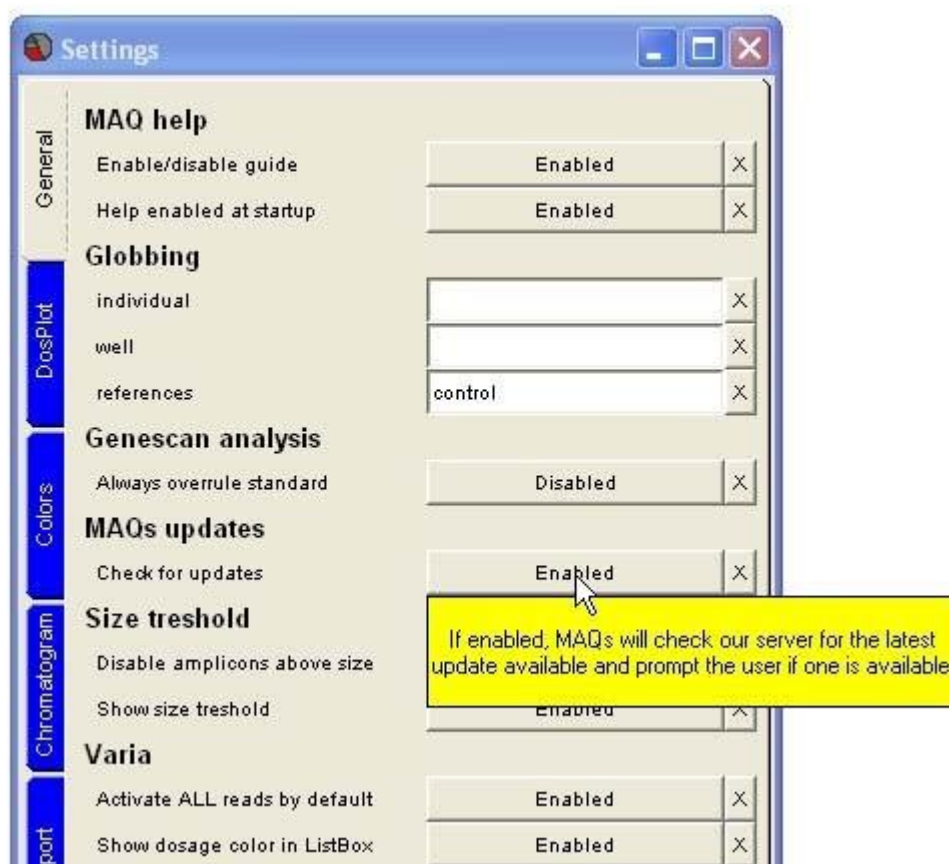 Settings
General
DosPlot
Colors
Chromatogram
MAQ help
Enable/disable guide Enabled X
Help enabled at startup Enabled X
Globbing
individual X
well X
references control X
Genescan analysis
Always overrule standard Disabled X
MAQs updates
Check for updates Enabled X
Size treshold
Disable amplicons above size
If enabled, MAQs will check our server for the latest
update available and prompt the user if one is available
Show size treshold Enabled X
Varia
Activate ALL reads by default Enabled X
Show dosage color in ListBox Enabled X